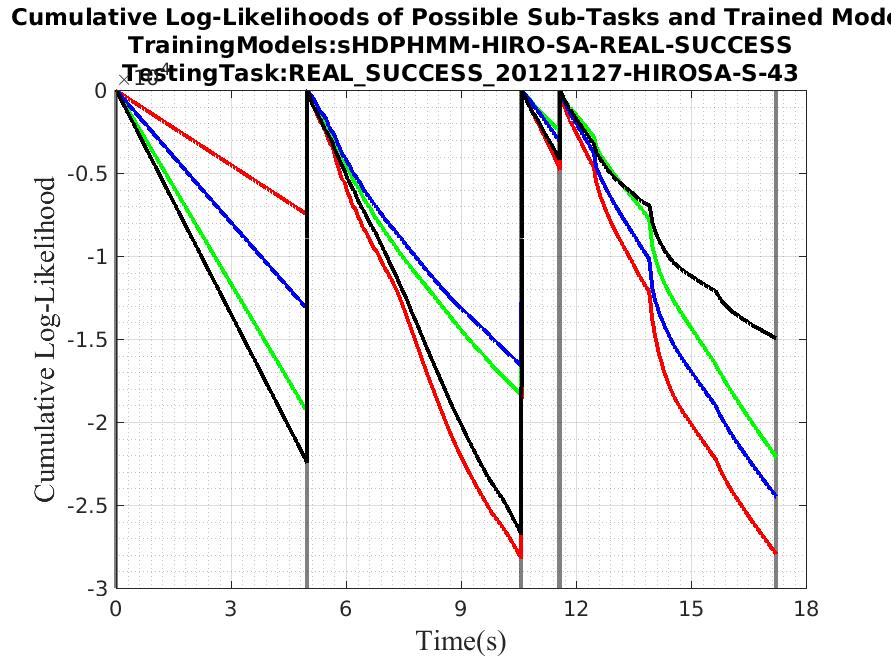 Cumulative Log-Likelihoods of Possible Sub-Tasks and Trained Mode
TrainingModels:sHDPHMM-HIRO-SA-REAL-SUCCESS
×10⁴
TestingTask:REAL_SUCCESS_20121127-HIROSA-S-43
Cumulative Log-Likelihood
0
-0.5
-1
-1.5
-2
-2.5
-3
0 3 6 9 12 15 18
Time(s)